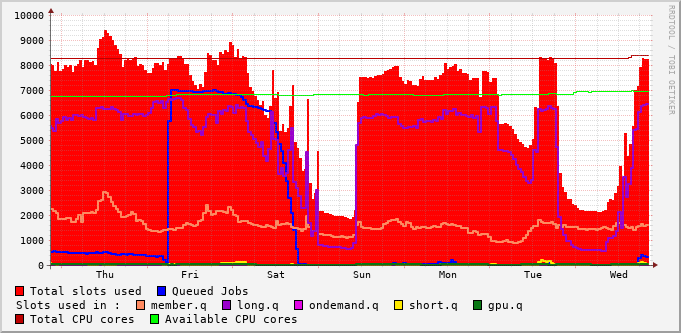 10000
9000
8000
7000
6000
5000
4000
3000
2000
1000
0
Thu Fri Sat Sun Mon Tue Wed
RRDTOOL / TOBI OETIKER
Total slots used Queued Jobs
Slots used in : member.q long.q ondemand.q short.q gpu.q
Total CPU cores Available CPU cores